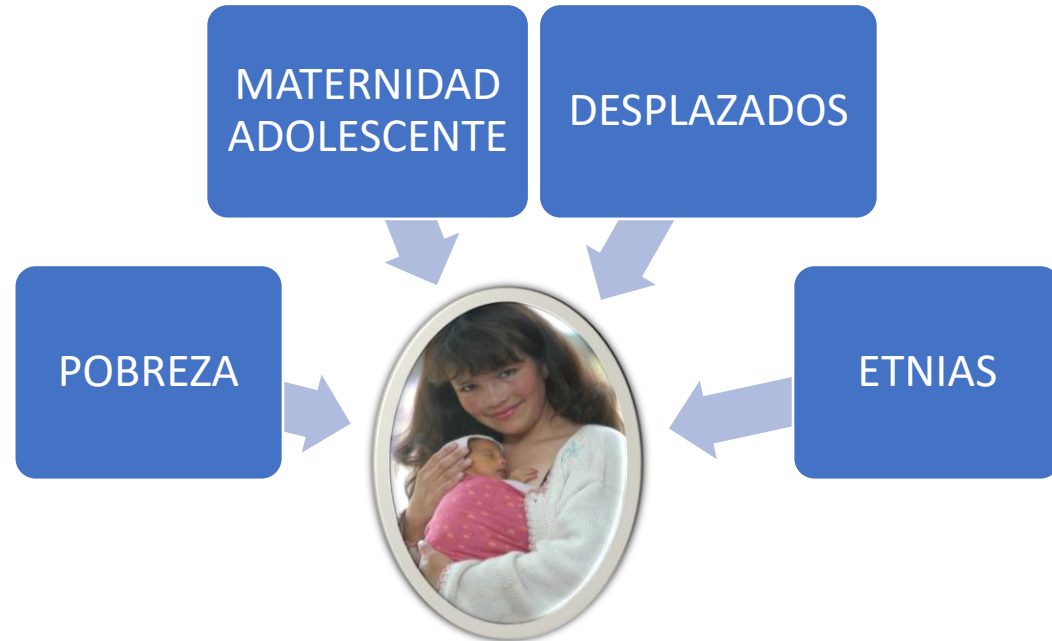 MATERNIDAD
ADOLESCENTE
DESPLAZADOS
POBREZA
ETNIAS